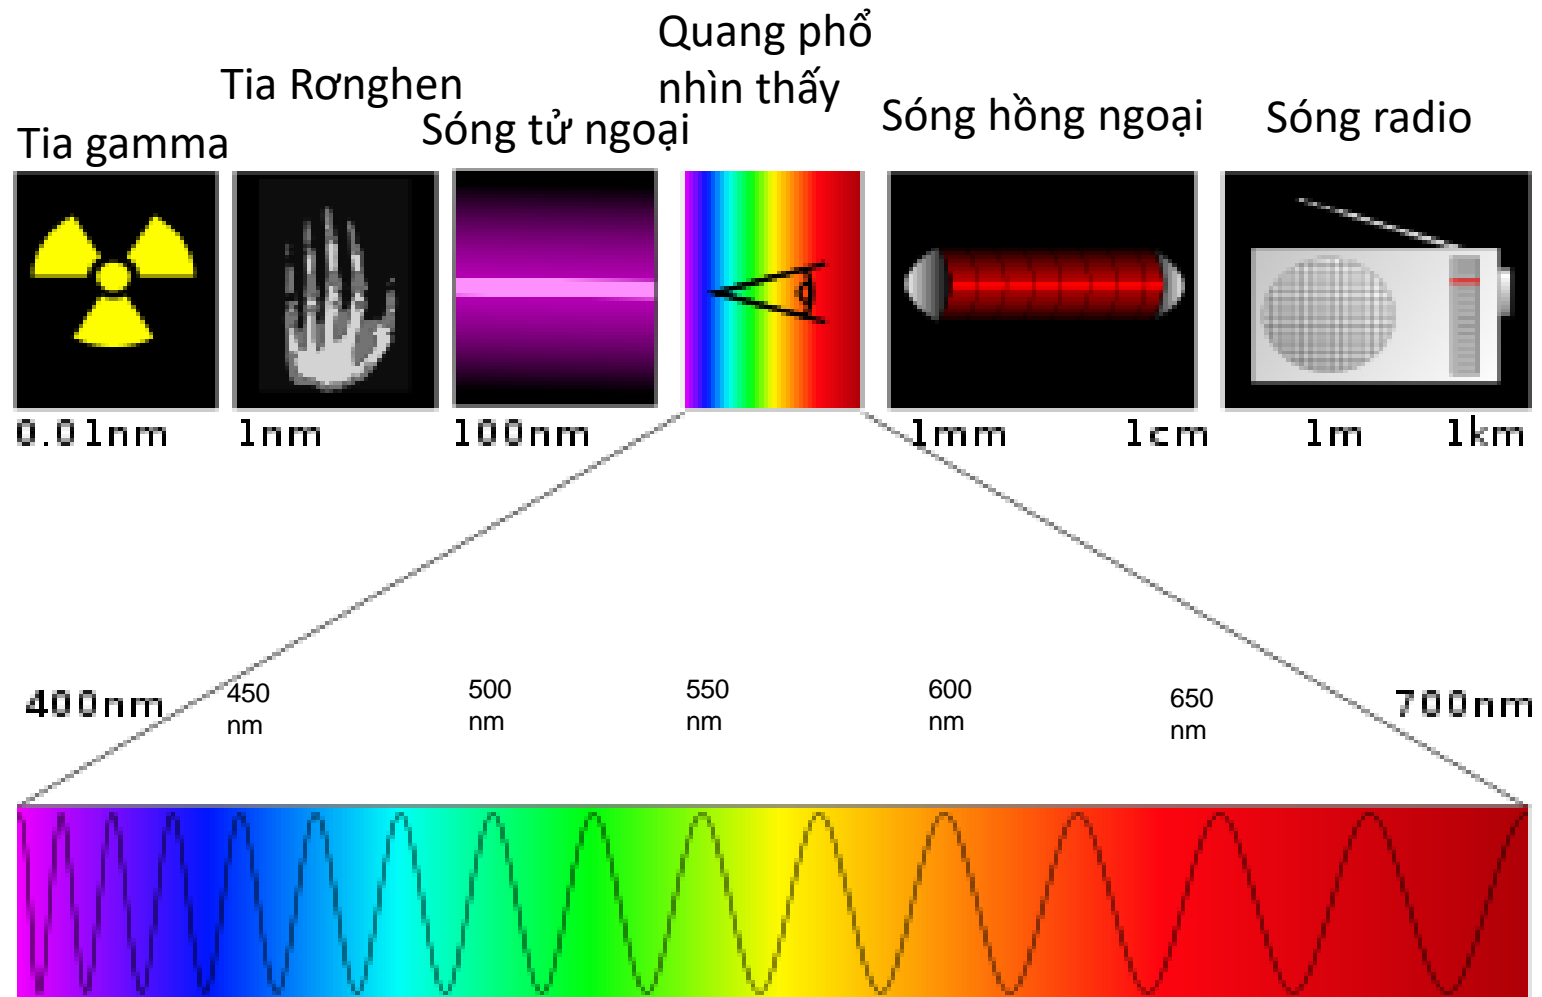 Quang phổ
nhìn thấy
Tia Rơnghen
Sóng tử ngoại
Sóng hồng ngoại
Sóng radio
Tia gamma
0.01nm
1nm
100nm
1mm
1cm
1m
1km
400nm
450
nm
500
nm
550
nm
600
nm
650
nm
700nm